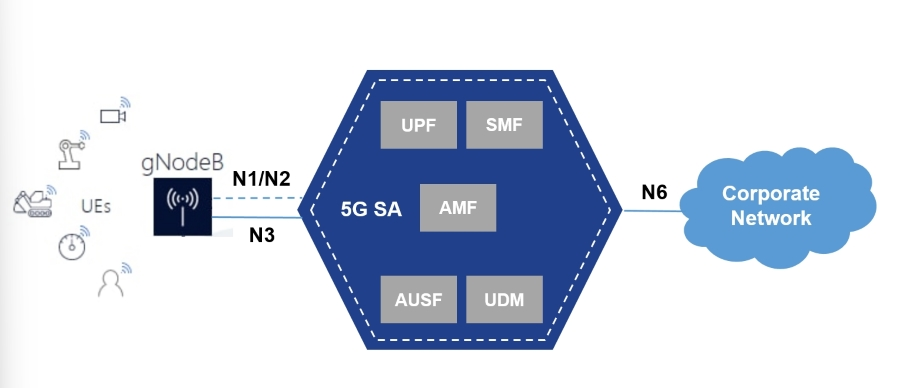 gNodeB
UEs
N1/N2
N3
5G SA
UPF
SMF
AMF
AUSF
UDM
N6
Corporate
Network